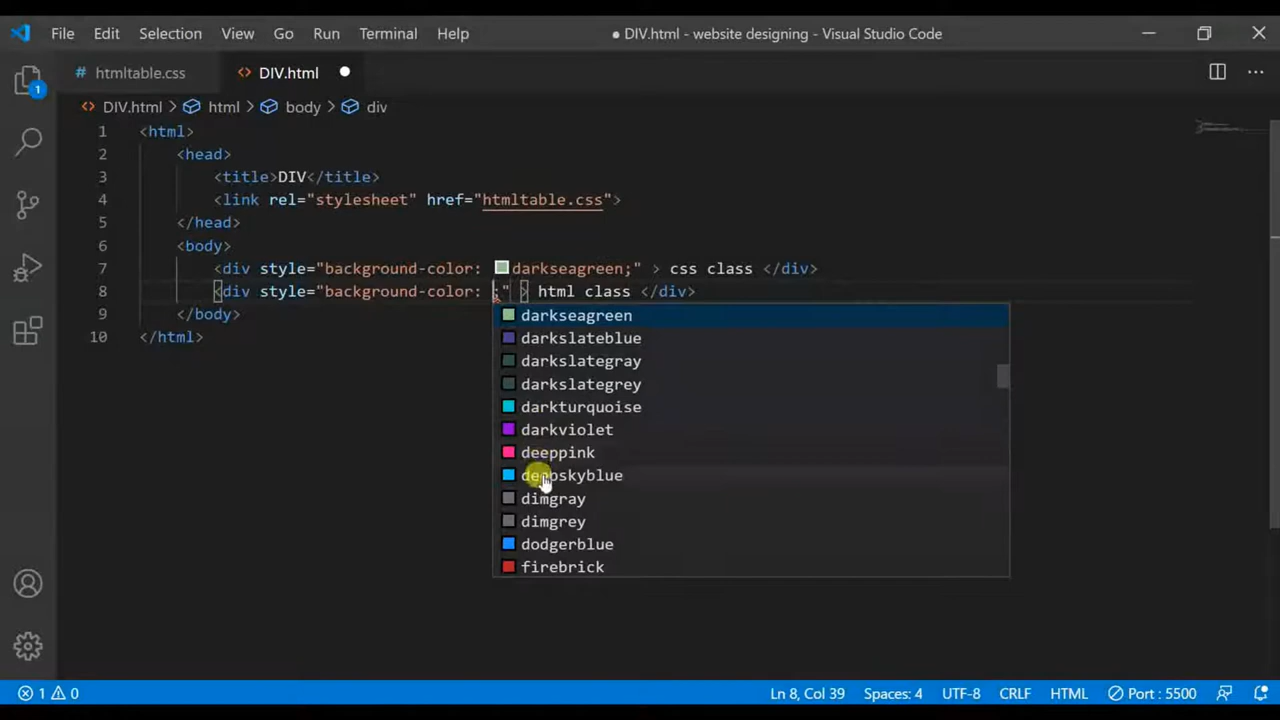 File Edit Selection View Go Run Terminal Help ● DIV.html - website designing - Visual Studio Code
# htmltable.css <> DIV.html ●
<> DIV.html > html > body > div
1 <html>
2 <head>
3 <title>DIV</title>
4 <link rel="stylesheet" href="htmltable.css">
5 </head>
6 <body>
7 <div style="background-color: darkseagreen;" > css class </div>
8 <div style="background-color: ;" > html class </div>
9 </body>
10 </html>
darkseagreen
darkslateblue
darkslategray
darkslategrey
darkturquoise
darkviolet
deeppink
deepskyblue
dimgray
dimgrey
dodgerblue
firebrick
1
1 0 Ln 8, Col 39 Spaces: 4 UTF-8 CRLF HTML Port : 5500